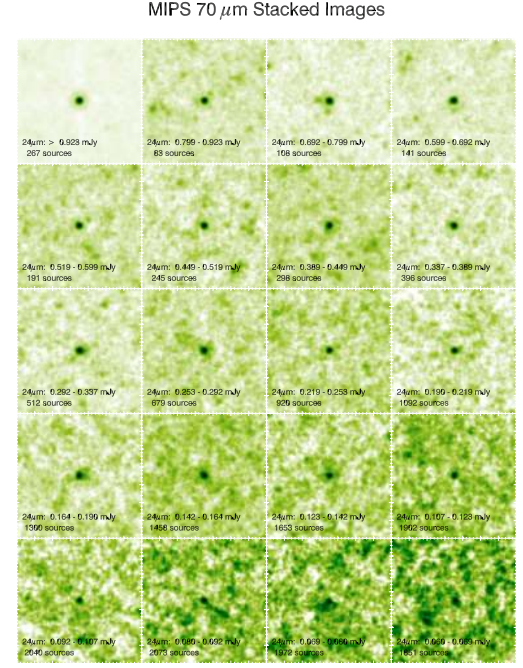 MIPS 70 μm Stacked Images
24μm: > 0.923 mJy
267 sources
24μm: 0.799 - 0.923 mJy
83 sources
24μm: 0.692 - 0.799 mJy
108 sources
24μm: 0.599 - 0.692 mJy
141 sources
24μm: 0.519 - 0.599 mJy
191 sources
24μm: 0.449 - 0.519 mJy
245 sources
24μm: 0.389 - 0.449 mJy
298 sources
24μm: 0.337 - 0.389 mJy
396 sources
24μm: 0.292 - 0.337 mJy
512 sources
24μm: 0.253 - 0.292 mJy
679 sources
24μm: 0.219 - 0.253 mJy
920 sources
24μm: 0.190 - 0.219 mJy
1092 sources
24μm: 0.164 - 0.190 mJy
1300 sources
24μm: 0.142 - 0.164 mJy
1458 sources
24μm: 0.123 - 0.142 mJy
1653 sources
24μm: 0.107 - 0.123 mJy
1902 sources
24μm: 0.092 - 0.107 mJy
2040 sources
24μm: 0.080 - 0.092 mJy
2073 sources
24μm: 0.069 - 0.080 mJy
1972 sources
24μm: 0.060 - 0.069 mJy
1851 sources